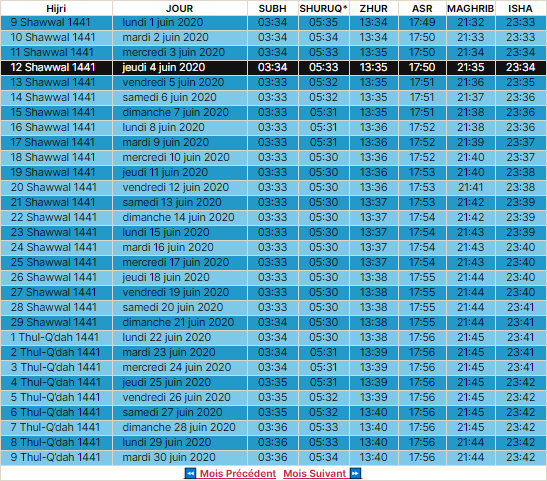 Hijri JOUR SUBH SHURUQ* ZHUR ASR MAGHRIB ISHA
9 Shawwal 1441 lundi 1 juin 2020 03:34 05:35 13:34 17:49 21:32 23:33
10 Shawwal 1441 mardi 2 juin 2020 03:34 05:34 13:34 17:50 21:33 23:33
11 Shawwal 1441 mercredi 3 juin 2020 03:34 05:33 13:35 17:50 21:34 23:34
12 Shawwal 1441 jeudi 4 juin 2020 03:34 05:33 13:35 17:50 21:35 23:34
13 Shawwal 1441 vendredi 5 juin 2020 03:33 05:32 13:35 17:51 21:36 23:35
14 Shawwal 1441 samedi 6 juin 2020 03:33 05:32 13:35 17:51 21:37 23:36
15 Shawwal 1441 dimanche 7 juin 2020 03:33 05:31 13:35 17:51 21:38 23:36
16 Shawwal 1441 lundi 8 juin 2020 03:33 05:31 13:36 17:52 21:38 23:36
17 Shawwal 1441 mardi 9 juin 2020 03:33 05:30 13:36 17:52 21:39 23:37
18 Shawwal 1441 mercredi 10 juin 2020 03:33 05:30 13:36 17:52 21:40 23:37
19 Shawwal 1441 jeudi 11 juin 2020 03:33 05:30 13:36 17:53 21:40 23:38
20 Shawwal 1441 vendredi 12 juin 2020 03:33 05:30 13:36 17:53 21:41 23:38
21 Shawwal 1441 samedi 13 juin 2020 03:33 05:30 13:37 17:53 21:42 23:39
22 Shawwal 1441 dimanche 14 juin 2020 03:33 05:30 13:37 17:54 21:42 23:39
23 Shawwal 1441 lundi 15 juin 2020 03:33 05:30 13:37 17:54 21:43 23:39
24 Shawwal 1441 mardi 16 juin 2020 03:33 05:30 13:37 17:54 21:43 23:40
25 Shawwal 1441 mercredi 17 juin 2020 03:33 05:30 13:37 17:54 21:43 23:40
26 Shawwal 1441 jeudi 18 juin 2020 03:33 05:30 13:38 17:55 21:44 23:40
27 Shawwal 1441 vendredi 19 juin 2020 03:33 05:30 13:38 17:55 21:44 23:40
28 Shawwal 1441 samedi 20 juin 2020 03:33 05:30 13:38 17:55 21:44 23:41
29 Shawwal 1441 dimanche 21 juin 2020 03:34 05:30 13:38 17:55 21:44 23:41
1 Thul-Q'dah 1441 lundi 22 juin 2020 03:34 05:30 13:38 17:56 21:45 23:41
2 Thul-Q'dah 1441 mardi 23 juin 2020 03:34 05:31 13:39 17:56 21:45 23:41
3 Thul-Q'dah 1441 mercredi 24 juin 2020 03:34 05:31 13:39 17:56 21:45 23:41
4 Thul-Q'dah 1441 jeudi 25 juin 2020 03:35 05:31 13:39 17:56 21:45 23:42
5 Thul-Q'dah 1441 vendredi 26 juin 2020 03:35 05:32 13:39 17:56 21:45 23:42
6 Thul-Q'dah 1441 samedi 27 juin 2020 03:35 05:32 13:40 17:56 21:45 23:42
7 Thul-Q'dah 1441 dimanche 28 juin 2020 03:36 05:33 13:40 17:56 21:45 23:42
8 Thul-Q'dah 1441 lundi 29 juin 2020 03:36 05:33 13:40 17:56 21:44 23:42
9 Thul-Q'dah 1441 mardi 30 juin 2020 03:36 05:34 13:40 17:56 21:44 23:42
⏪ Mois Précédent Mois Suivant ⏩